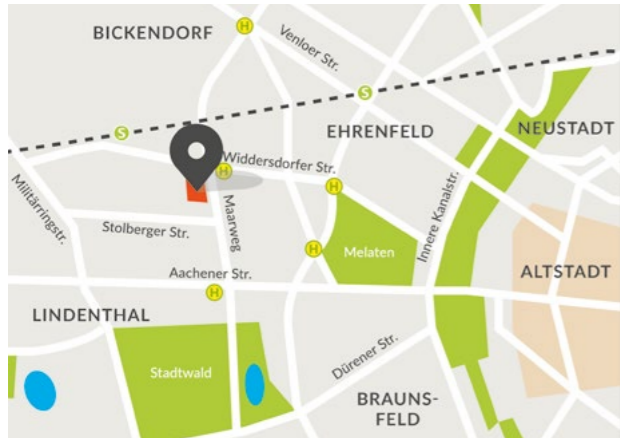 BICKENDORF
H
Venloer Str.
S
EHRENFELD
NEUSTADT
S
H
Widdersdorfer Str.
H
Militärringstr.
Stolberger Str.
Maarweg
Innere Kanalstr.
H
Melaten
Aachener Str.
H
ALTSTADT
LINDENTHAL
Stadtwald
Dürener Str.
BRAUNS-
FELD